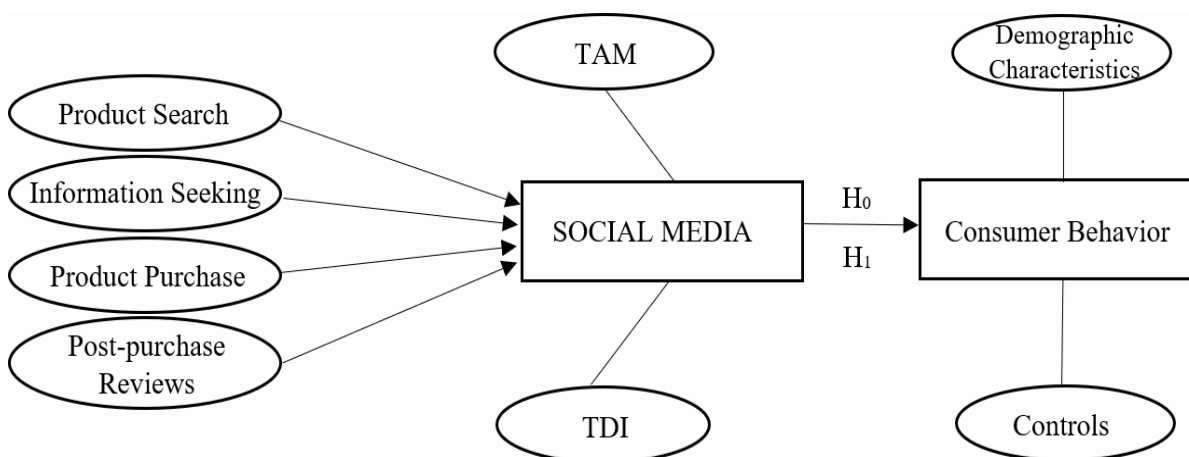 TAM
Demographic
Characteristics
Product Search
Information Seeking
Product Purchase
Post-purchase
Reviews
SOCIAL MEDIA
H₀
H₁
Consumer Behavior
TDI
Controls